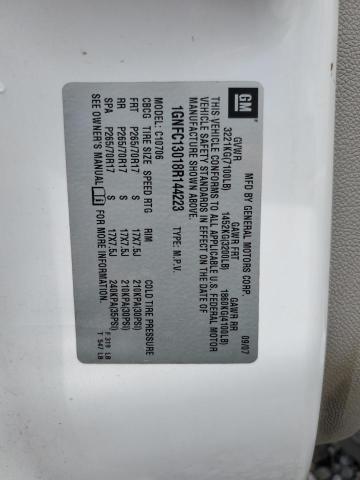 GM
MFD BY GENERAL MOTORS CORP. 09/07
GVWR GAWR FRT GAWR RR
3221KG(7100LB) 1452KG(3200LB) 1860KG(4100LB)
THIS VEHICLE CONFORMS TO ALL APPLICABLE U.S. FEDERAL MOTOR
VEHICLE SAFETY STANDARDS IN EFFECT ON THE DATE OF
MANUFACTURE SHOWN ABOVE.
1GNFC13018R144223 TYPE: M.P.V.
MODEL: C10706
CBCG TIRE SIZE SPEED RTG RIM COLD TIRE PRESSURE
FRT P265/70R17 S 17X7.5J 210KPA(30PSI)
RR P265/70R17 S 17X7.5J 210KPA(30PSI)
SPA P265/70R17 S 17X7.5J 240KPA(35PSI)
SEE OWNER'S MANUAL
F 319 LB
T 547 LB